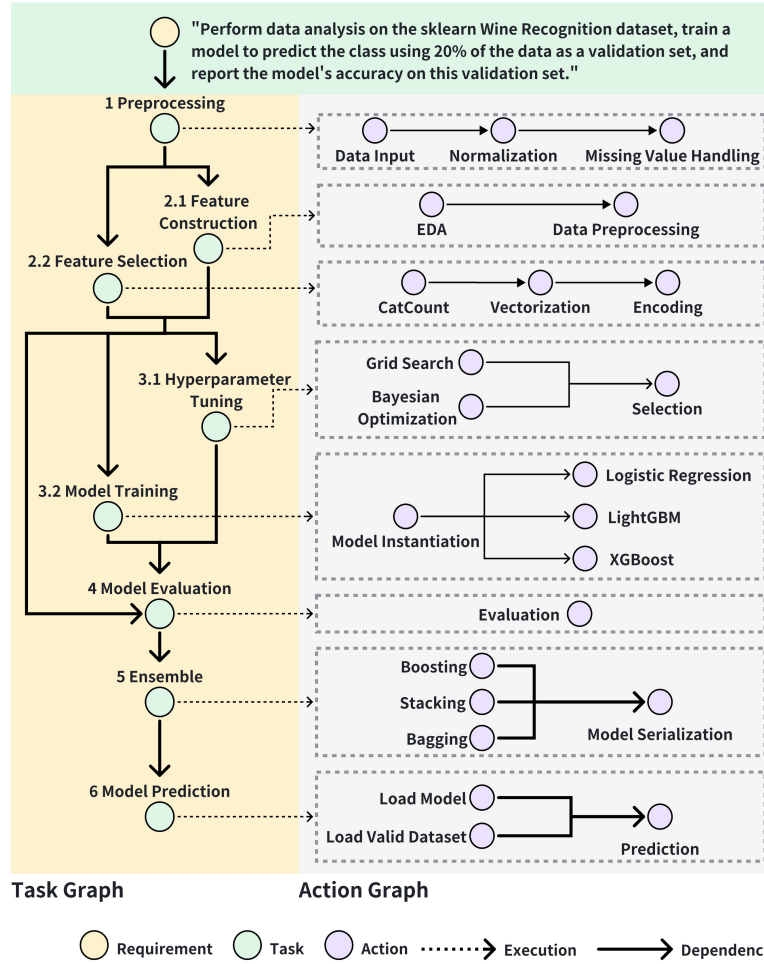 "Perform data analysis on the sklearn Wine Recognition dataset, train a
model to predict the class using 20% of the data as a validation set, and
report the model's accuracy on this validation set."
1 Preprocessing
Data Input
Normalization
Missing Value Handling
2.1 Feature
Construction
EDA
Data Preprocessing
2.2 Feature Selection
CatCount
Vectorization
Encoding
3.1 Hyperparameter
Tuning
Grid Search
Bayesian
Optimization
Selection
3.2 Model Training
Model Instantiation
Logistic Regression
LightGBM
XGBoost
4 Model Evaluation
Evaluation
5 Ensemble
Boosting
Stacking
Bagging
Model Serialization
6 Model Prediction
Load Model
Load Valid Dataset
Prediction
Task Graph
Action Graph
Requirement
Task
Action
Execution
Dependenc